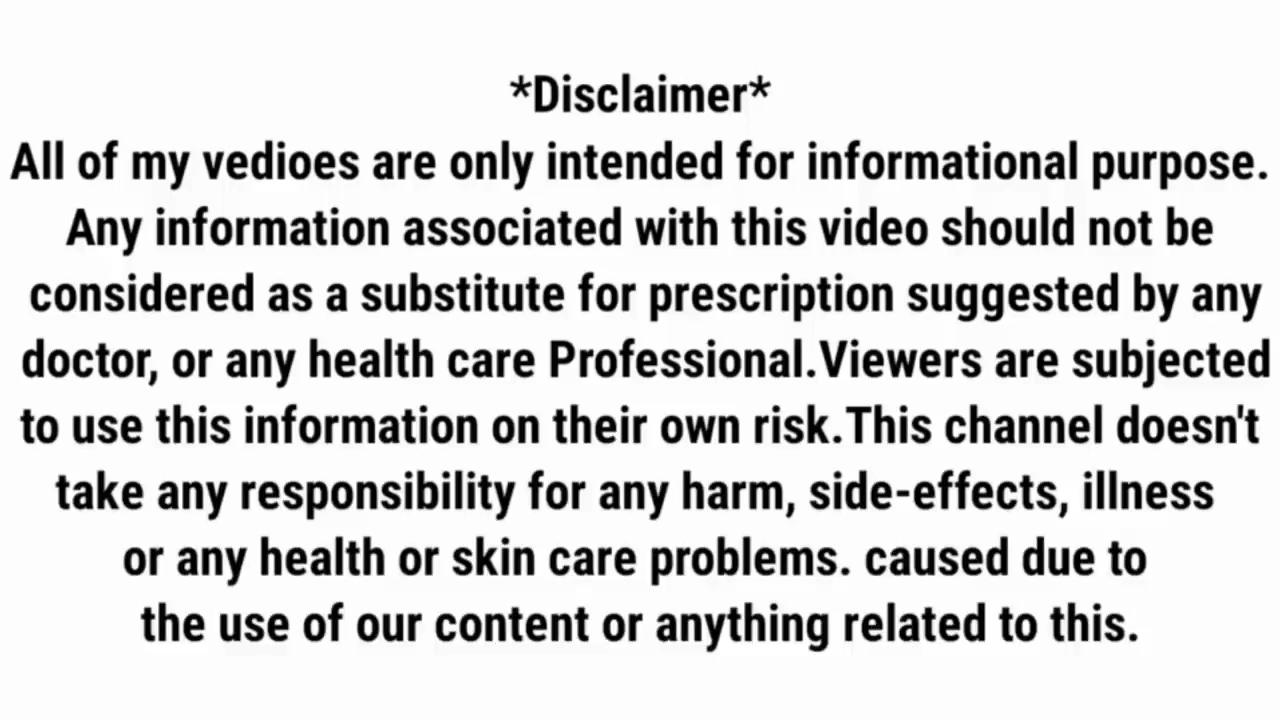 *Disclaimer*
All of my vedioes are only intended for informational purpose.
Any information associated with this video should not be
considered as a substitute for prescription suggested by any
doctor, or any health care Professional.Viewers are subjected
to use this information on their own risk.This channel doesn't
take any responsibility for any harm, side-effects, illness
or any health or skin care problems. caused due to
the use of our content or anything related to this.